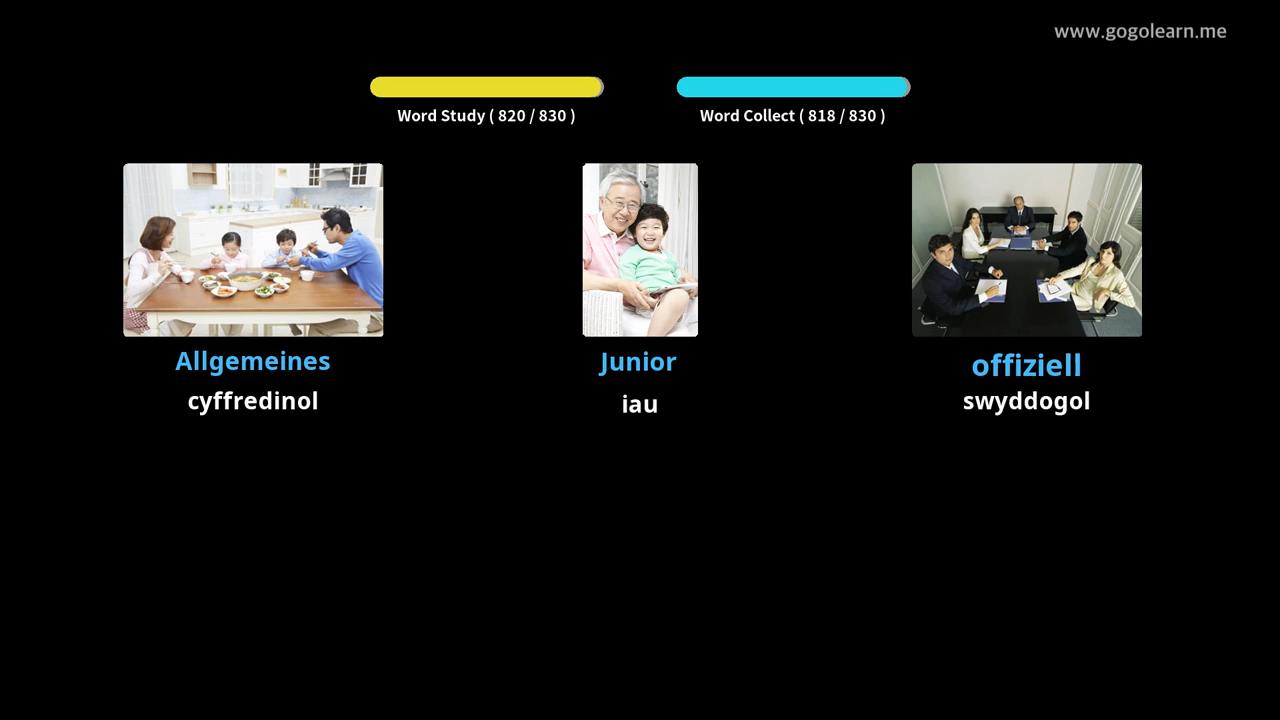 www.gogolearn.me
Word Study ( 820 / 830 )
Word Collect ( 818 / 830 )
Allgemeines
cyffredinol
Junior
iau
offiziell
swyddogol